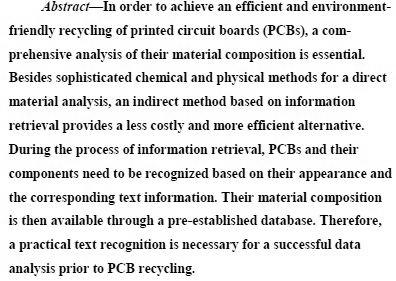 Abstract—In order to achieve an efficient and environment-
friendly recycling of printed circuit boards (PCBs), a com-
prehensive analysis of their material composition is essential.
Besides sophisticated chemical and physical methods for a direct
material analysis, an indirect method based on information
retrieval provides a less costly and more efficient alternative.
During the process of information retrieval, PCBs and their
components need to be recognized based on their appearance and
the corresponding text information. Their material composition
is then available through a pre-established database. Therefore,
a practical text recognition is necessary for a successful data
analysis prior to PCB recycling.